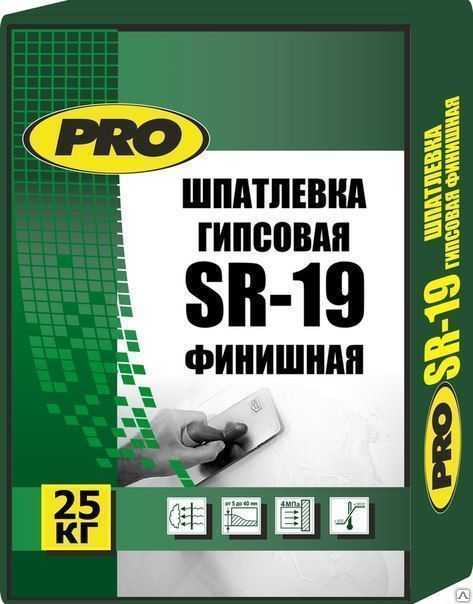 PRO
ШПАТЛЕВКА
ГИПСОВАЯ
SR-19
ФИНИШНАЯ
25
КГ
от 5 до 40 мм
4 МПа
PRO SR-19 ШПАТЛЕВКА
ГИПСОВАЯ ФИНИШНАЯ